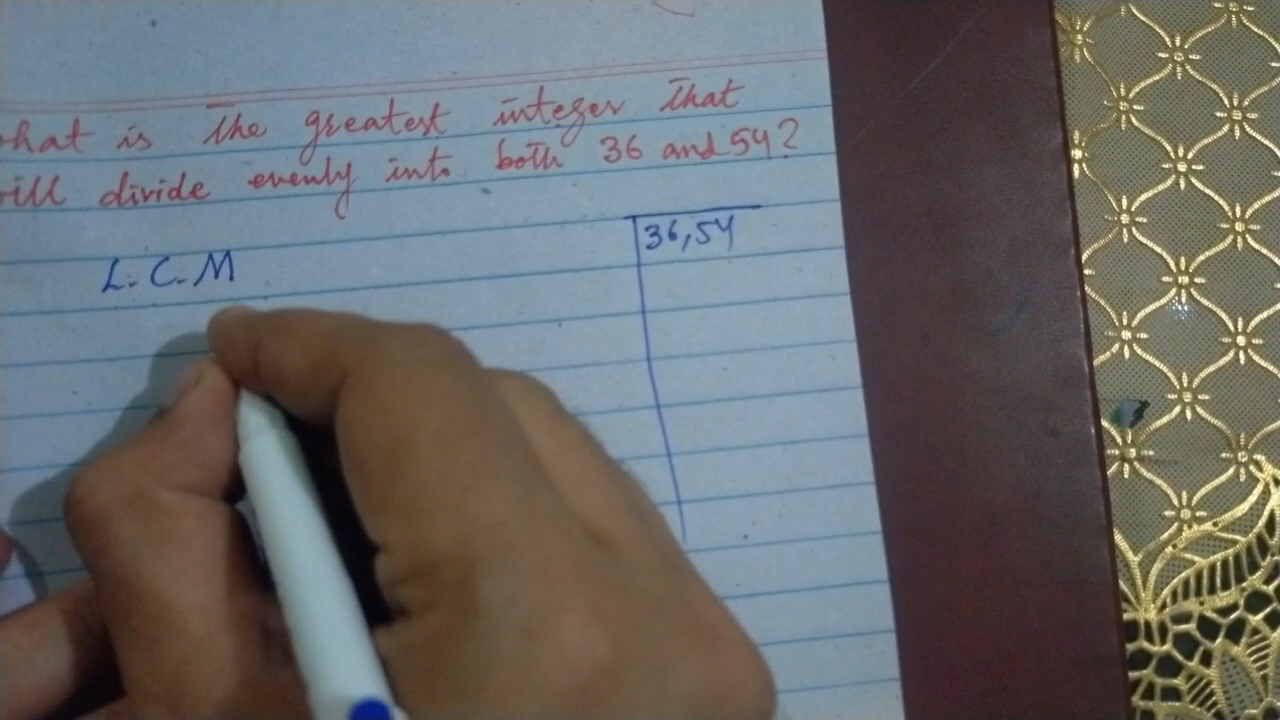 hat is the greatest integer that
ill divide evenly into both 36 and 54?
36,54
L.C.M